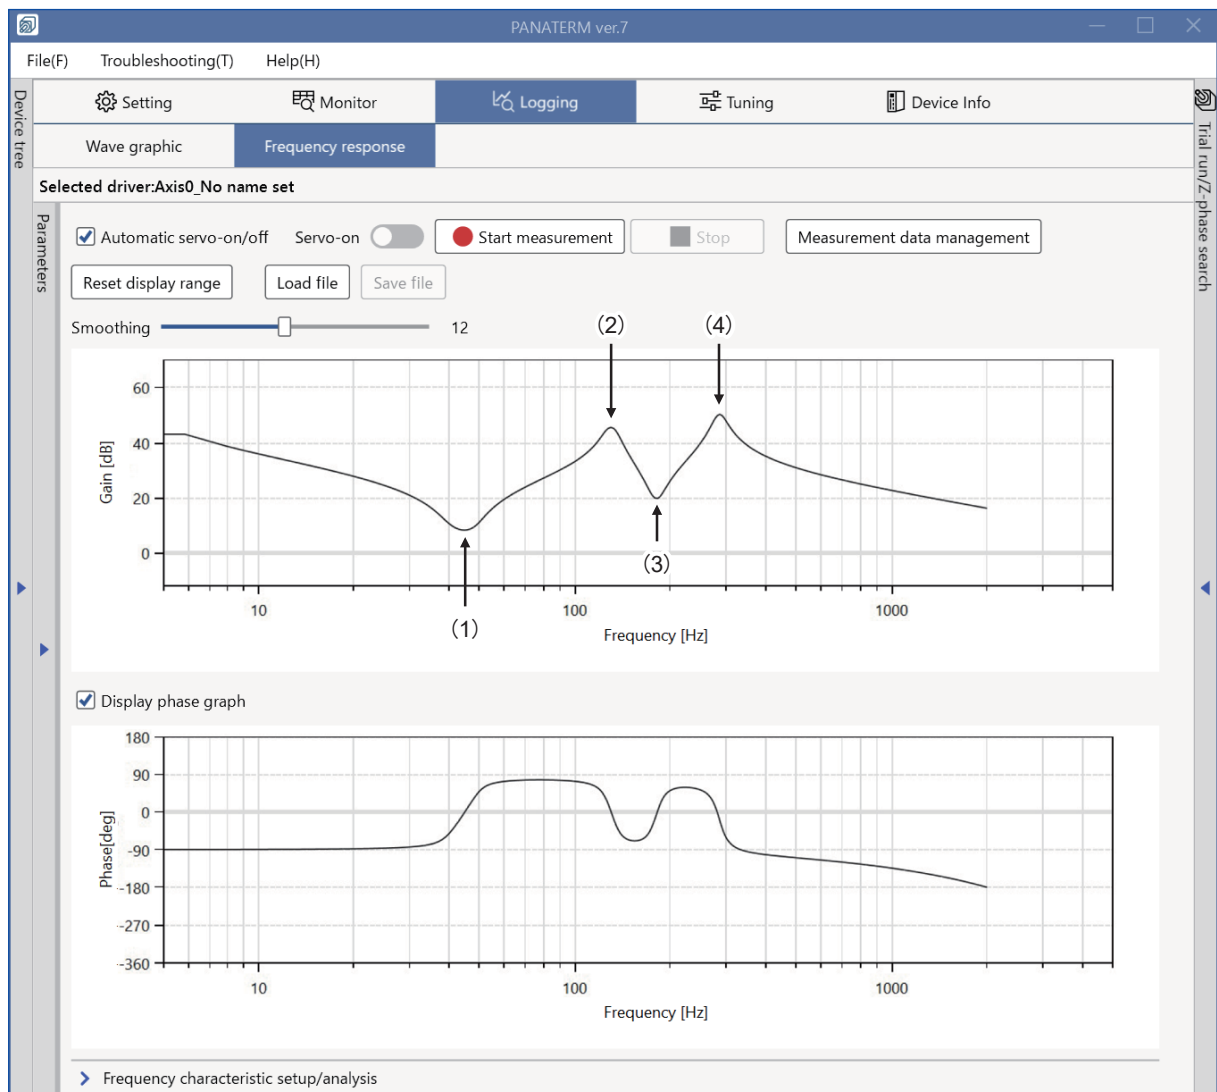 PANATERM ver.7
File(F) Troubleshooting(T) Help(H)
Device tree
Setting Monitor Logging Tuning Device Info
Trial run/Z-phase search
Wave graphic Frequency response
Selected driver:Axis0_No name set
Parameters
Automatic servo-on/off Servo-on Start measurement Stop Measurement data management
Reset display range Load file Save file
Smoothing 12
(2) (4)
60
40
20
0
Gain [dB]
(3)
(1)
10 100 1000
Frequency [Hz]
Display phase graph
180
90
0
-90
-180
-270
-360
Phase[deg]
10 100 1000
Frequency [Hz]
Frequency characteristic setup/analysis